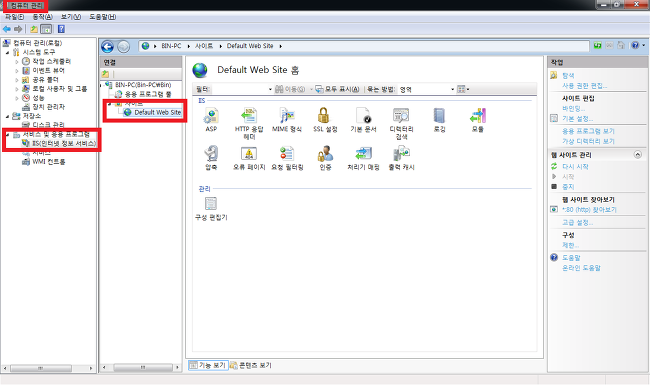 컴퓨터 관리
파일(F) 동작(A) 보기(V) 도움말(H)
컴퓨터 관리(로컬)
시스템 도구
작업 스케줄러
이벤트 뷰어
공유 폴더
로컬 사용자 및 그룹
성능
장치 관리자
저장소
디스크 관리
서비스 및 응용 프로그램
IIS(인터넷 정보 서비스)
서비스
WMI 컨트롤
BIN-PC 사이트 Default Web Site
연결
BIN-PC(Bin-PC\Bin)
응용 프로그램 풀
사이트
Default Web Site
Default Web Site 홈
필터: 이동(G) 모두 표시(A) 묶는 방법: 영역
IIS
ASP
HTTP 응답 헤더
MIME 형식
SSL 설정
기본 문서
디렉터리 검색
로깅
모듈
압축
오류 페이지
요청 필터링
인증
처리기 매핑
출력 캐시
관리
구성 편집기
기능 보기 콘텐츠 보기
작업
탐색
사용 권한 편집...
사이트 편집
바인딩...
기본 설정...
응용 프로그램 보기
가상 디렉터리 보기
웹 사이트 관리
다시 시작
시작
중지
웹 사이트 찾아보기
*:80 (http) 찾아보기
고급 설정...
구성
제한...
도움말
온라인 도움말